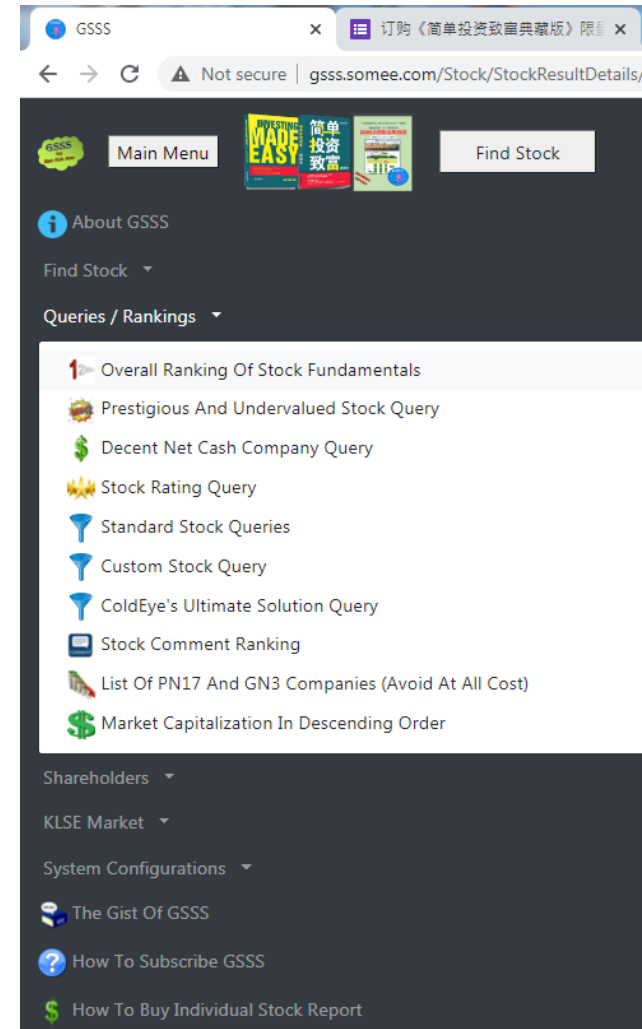 GSSS
订购《简单投资致富典藏版》限
Not secure gsss.somee.com/Stock/StockResultDetails/
GSSS
Main Menu
INVESTING
MADE
EASY
简单
投资
致富
Find Stock
About GSSS
Find Stock
Queries / Rankings
Overall Ranking Of Stock Fundamentals
Prestigious And Undervalued Stock Query
Decent Net Cash Company Query
Stock Rating Query
Standard Stock Queries
Custom Stock Query
ColdEye's Ultimate Solution Query
Stock Comment Ranking
List Of PN17 And GN3 Companies (Avoid At All Cost)
Market Capitalization In Descending Order
Shareholders
KLSE Market
System Configurations
The Gist Of GSSS
How To Subscribe GSSS
How To Buy Individual Stock Report